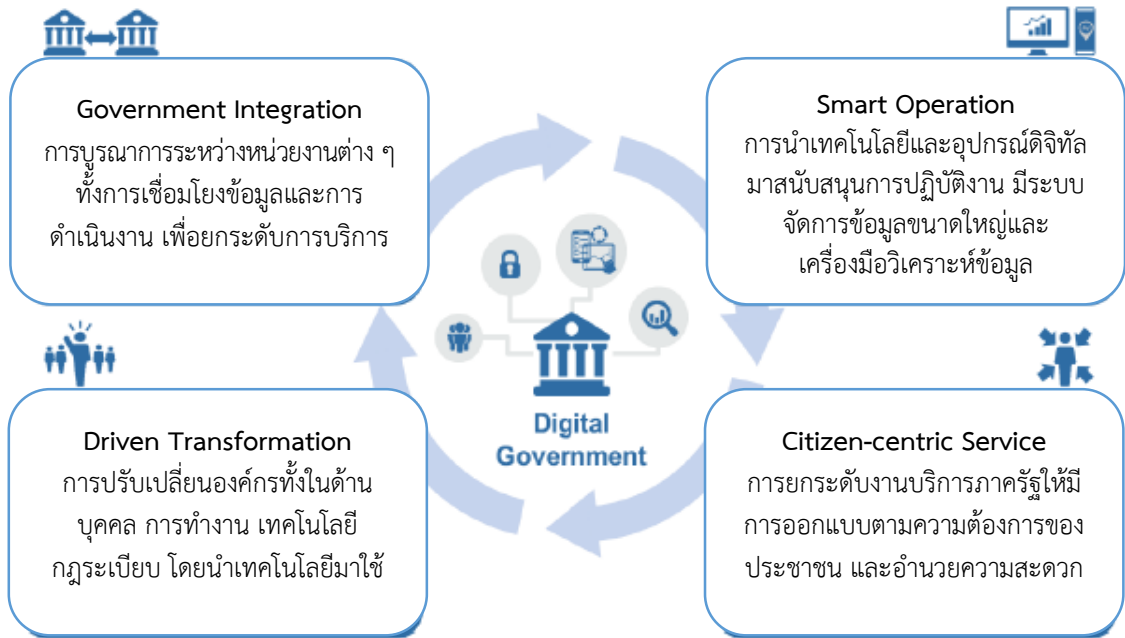 Government Integration
การบูรณาการระหว่างหน่วยงานต่าง ๆ
ทั้งการเชื่อมโยงข้อมูลและการ
ดำเนินงาน เพื่อยกระดับการบริการ
Smart Operation
การนำเทคโนโลยีและอุปกรณ์ดิจิทัล
มาสนับสนุนการปฏิบัติงาน มีระบบ
จัดการข้อมูลขนาดใหญ่และ
เครื่องมือวิเคราะห์ข้อมูล
Digital
Government
Driven Transformation
การปรับเปลี่ยนองค์กรทั้งในด้าน
บุคคล การทำงาน เทคโนโลยี
กฎระเบียบ โดยนำเทคโนโลยีมาใช้
Citizen-centric Service
การยกระดับงานบริการภาครัฐให้มี
การออกแบบตามความต้องการของ
ประชาชน และอำนวยความสะดวก